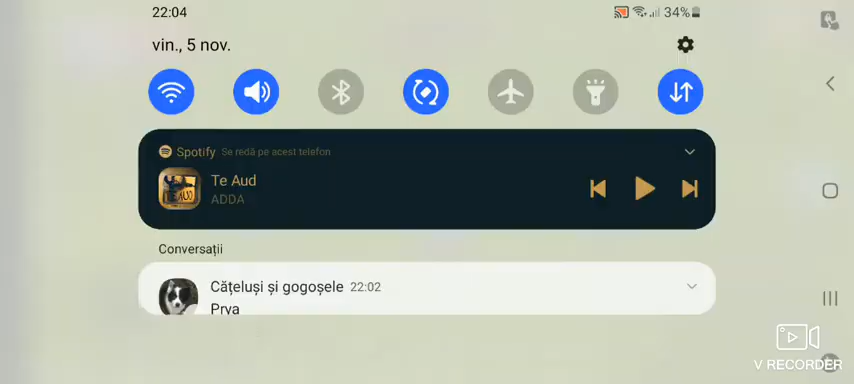 22:04
34%
vin., 5 nov.
Spotify Se redă pe acest telefon
Te Aud
ADDA
Conversații
Cățeluși și gogoșele 22:02
Prya
V RECORDER